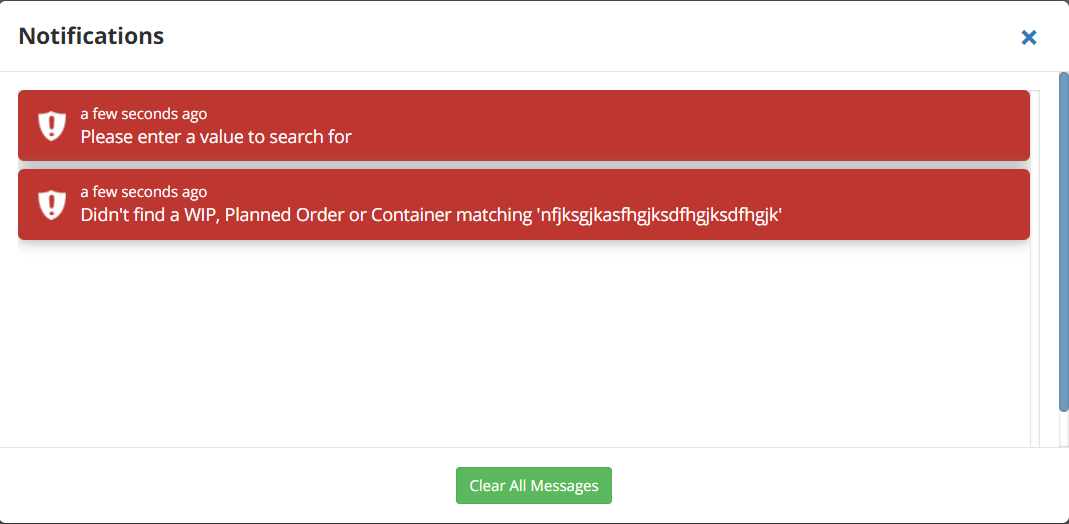 Notifications
a few seconds ago
Please enter a value to search for
a few seconds ago
Didn't find a WIP, Planned Order or Container matching 'nfjksgjkasfhgjksdfhgjksdfhgjk'
Clear All Messages